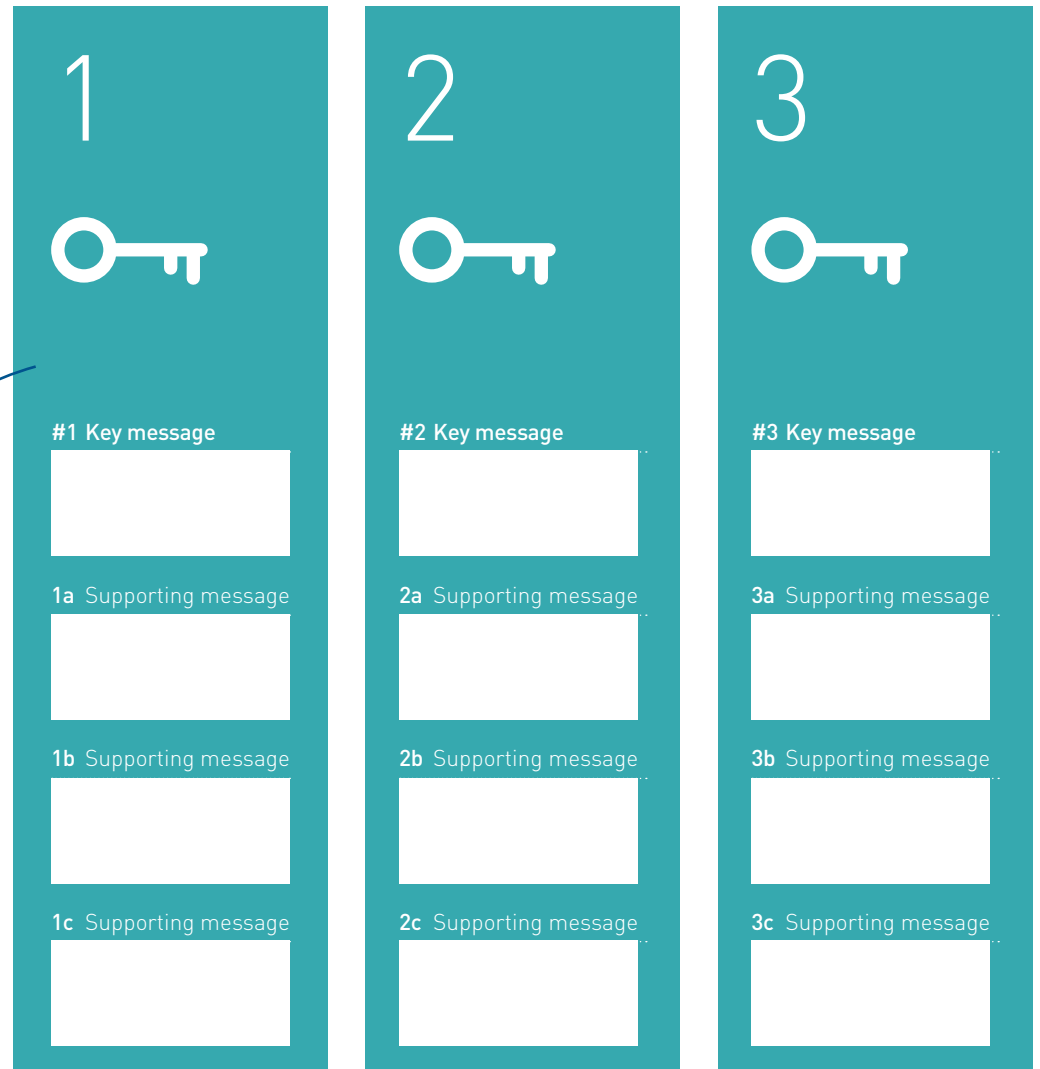 1
#1 Key message
1a Supporting message
1b Supporting message
1c Supporting message
2
#2 Key message
2a Supporting message
2b Supporting message
2c Supporting message
3
#3 Key message
3a Supporting message
3b Supporting message
3c Supporting message